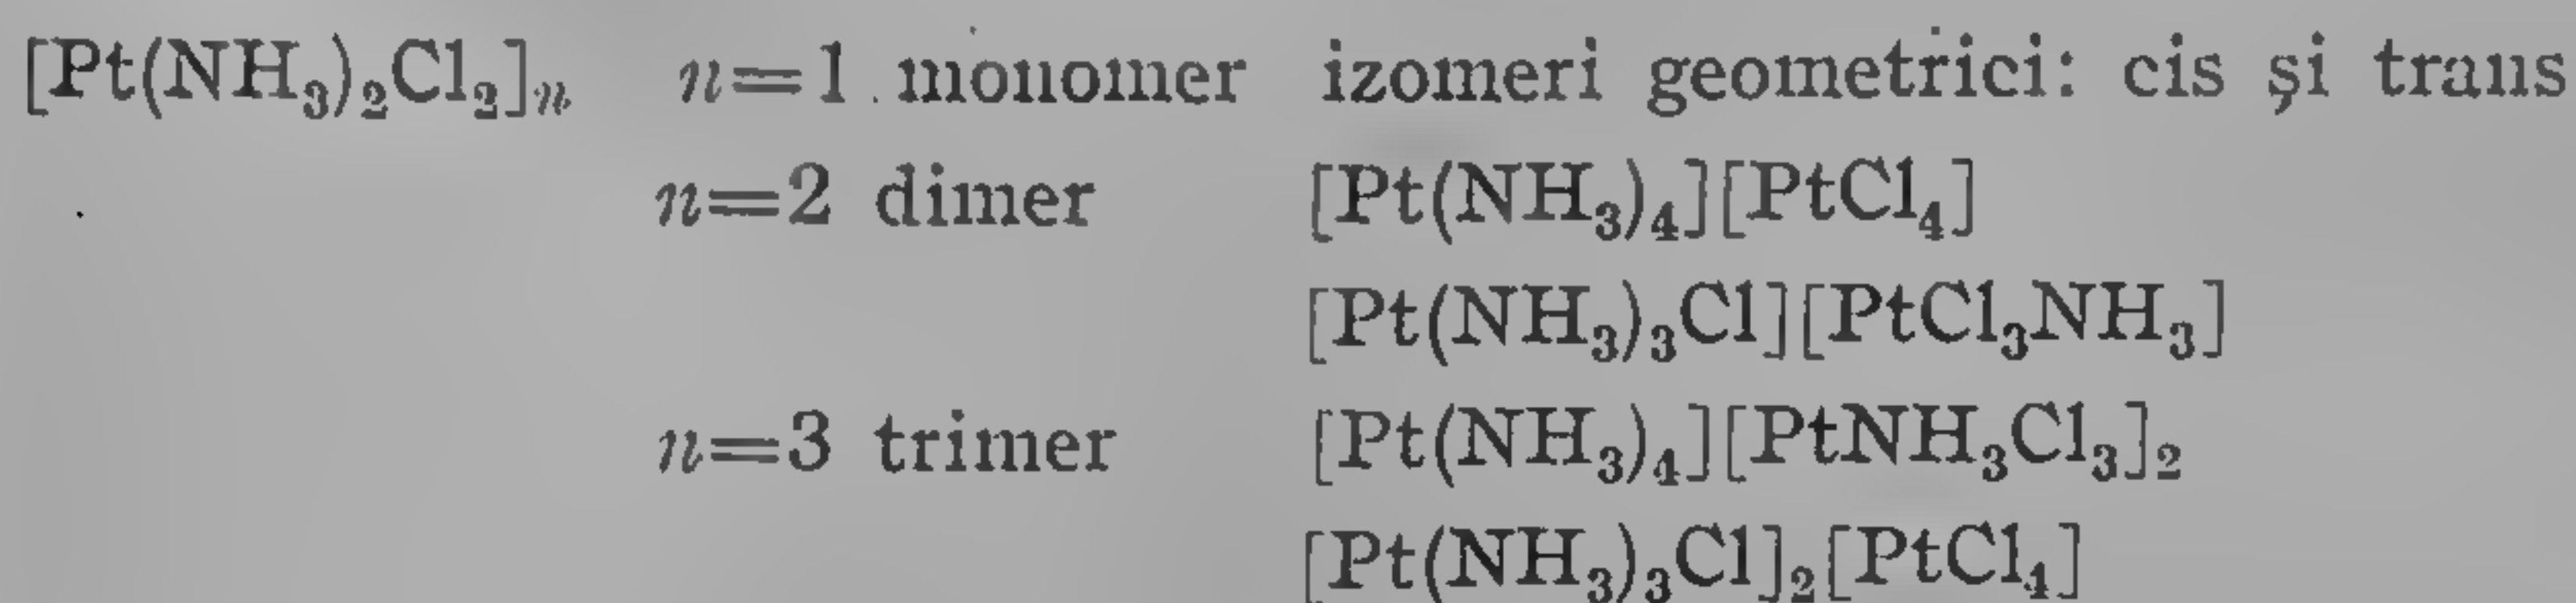 [Pt(NH₃)₂Cl₂]ₙ n=1 monomer izomeri geometrici: cis şi trans
n=2 dimer [Pt(NH₃)₄][PtCl₄]
[Pt(NH₃)₃Cl][PtCl₃NH₃]
n=3 trimer [Pt(NH₃)₄][PtNH₃Cl₃]₂
[Pt(NH₃)₃Cl]₂[PtCl₄]